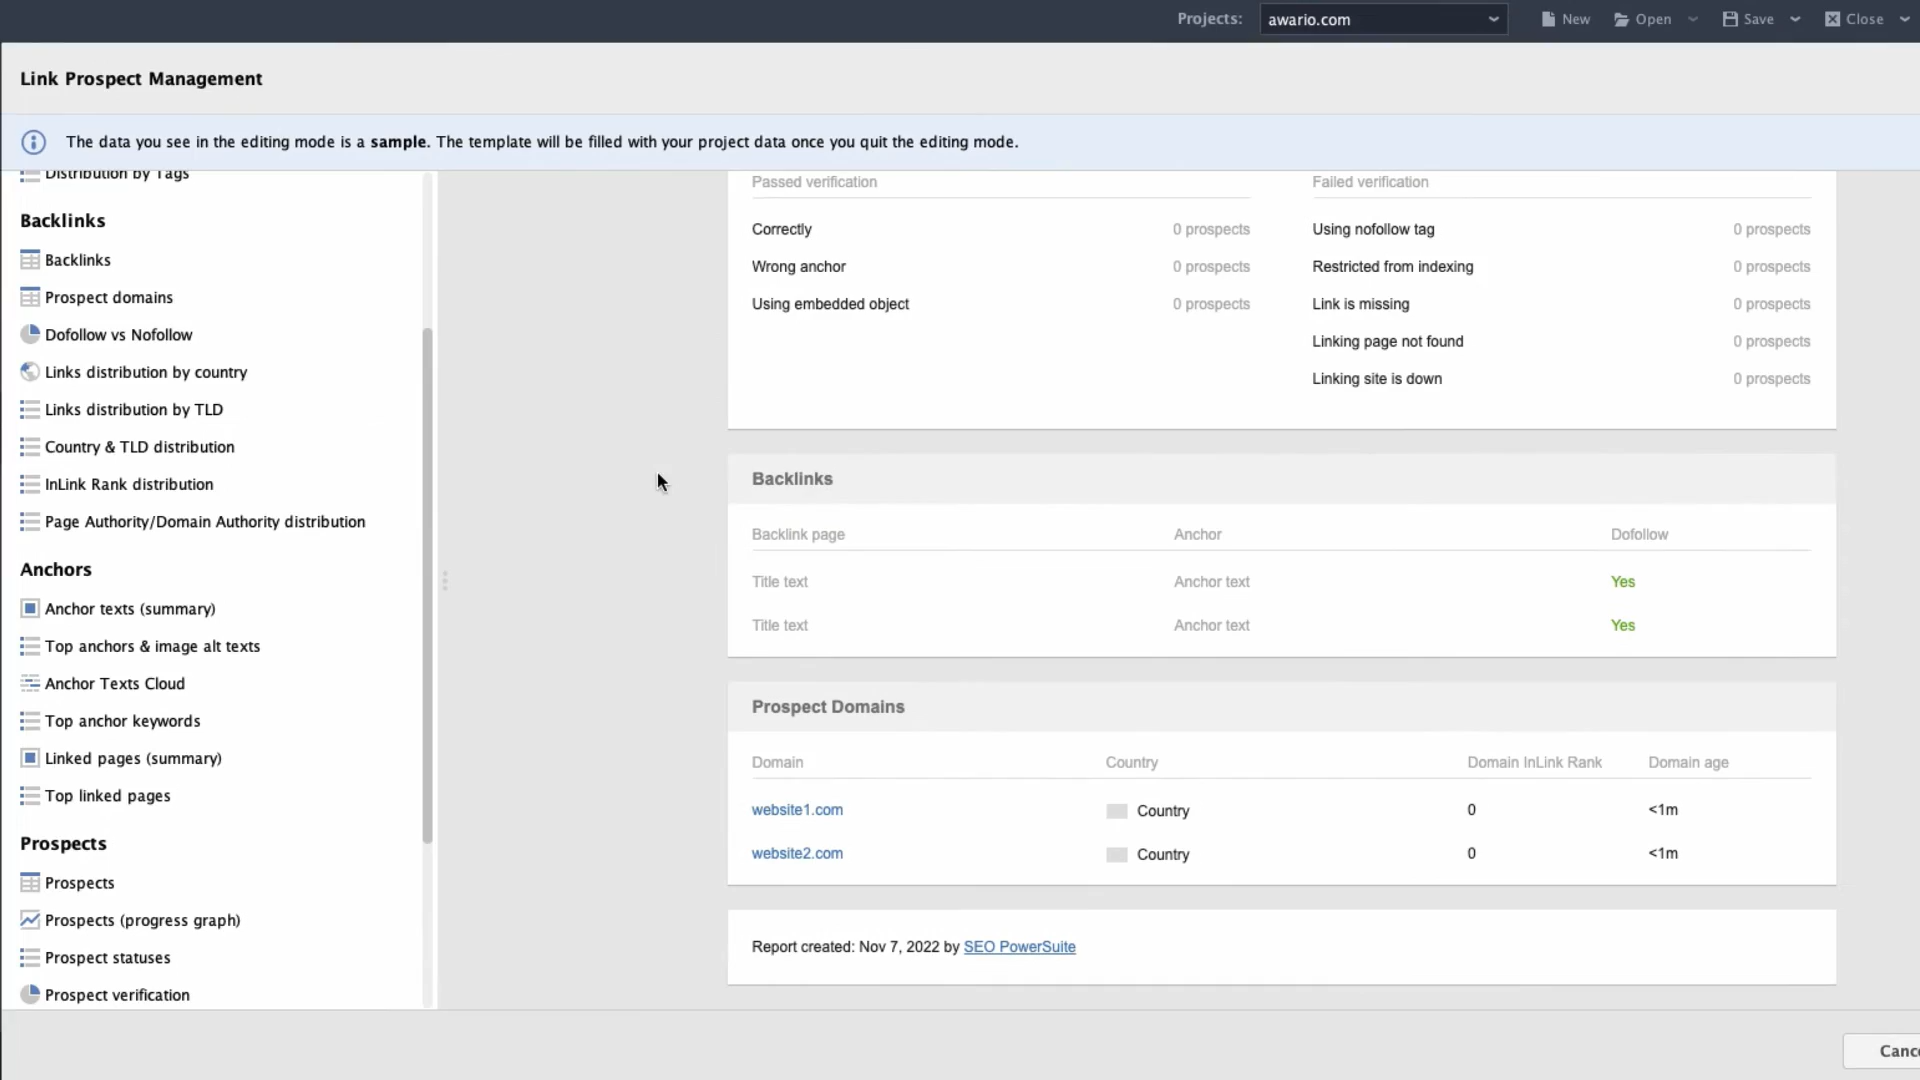 Projects: awario.com New Open Save Close
Link Prospect Management
The data you see in the editing mode is a sample. The template will be filled with your project data once you quit the editing mode.
Distribution by Tags
Backlinks
Backlinks
Prospect domains
Dofollow vs Nofollow
Links distribution by country
Links distribution by TLD
Country & TLD distribution
InLink Rank distribution
Page Authority/Domain Authority distribution
Anchors
Anchor texts (summary)
Top anchors & image alt texts
Anchor Texts Cloud
Top anchor keywords
Linked pages (summary)
Top linked pages
Prospects
Prospects
Prospects (progress graph)
Prospect statuses
Prospect verification
Passed verification
Correctly 0 prospects
Wrong anchor 0 prospects
Using embedded object 0 prospects
Failed verification
Using nofollow tag 0 prospects
Restricted from indexing 0 prospects
Link is missing 0 prospects
Linking page not found 0 prospects
Linking site is down 0 prospects
Backlinks
Backlink page Anchor Dofollow
Title text Anchor text Yes
Title text Anchor text Yes
Prospect Domains
Domain Country Domain InLink Rank Domain age
website1.com Country 0 <1m
website2.com Country 0 <1m
Report created: Nov 7, 2022 by SEO PowerSuite
Canc